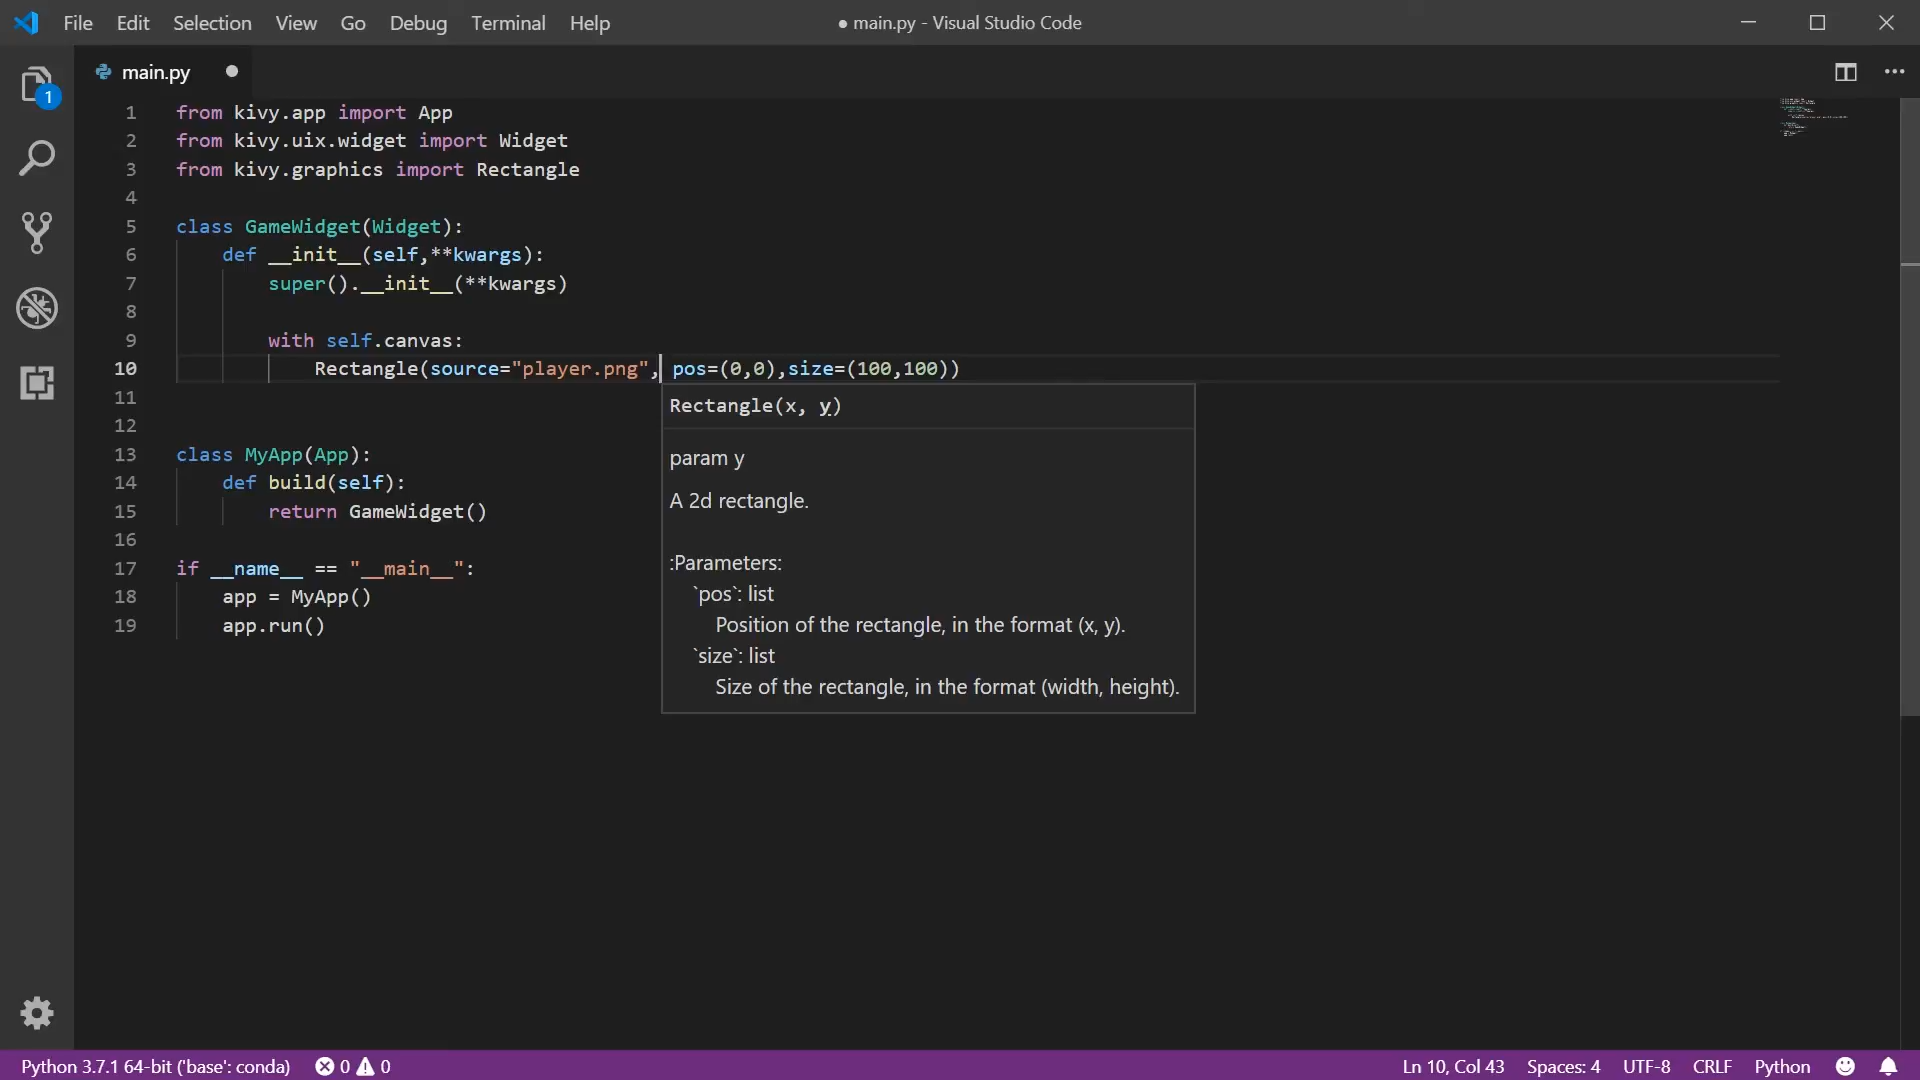 File Edit Selection View Go Debug Terminal Help ● main.py - Visual Studio Code
1
main.py
1 from kivy.app import App
2 from kivy.uix.widget import Widget
3 from kivy.graphics import Rectangle
4
5 class GameWidget(Widget):
6 def __init__(self,**kwargs):
7 super().__init__(**kwargs)
8
9 with self.canvas:
10 Rectangle(source="player.png", pos=(0,0),size=(100,100))
11
12
13 class MyApp(App):
14 def build(self):
15 return GameWidget()
16
17 if __name__ == "__main__":
18 app = MyApp()
19 app.run()
Rectangle(x, y)
param y
A 2d rectangle.
:Parameters:
`pos`: list
Position of the rectangle, in the format (x, y).
`size`: list
Size of the rectangle, in the format (width, height).
Python 3.7.1 64-bit ('base': conda) 0 0 Ln 10, Col 43 Spaces: 4 UTF-8 CRLF Python